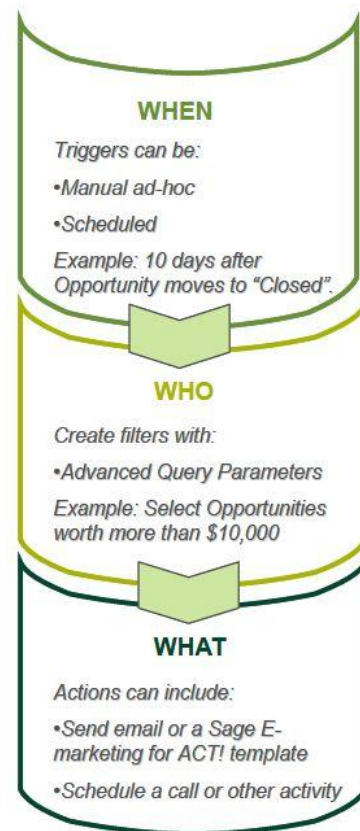 WHEN
Triggers can be:
•Manual ad-hoc
•Scheduled
Example: 10 days after
Opportunity moves to “Closed”.
WHO
Create filters with:
•Advanced Query Parameters
Example: Select Opportunities
worth more than $10,000
WHAT
Actions can include:
•Send email or a Sage E-
marketing for ACT! template
•Schedule a call or other activity